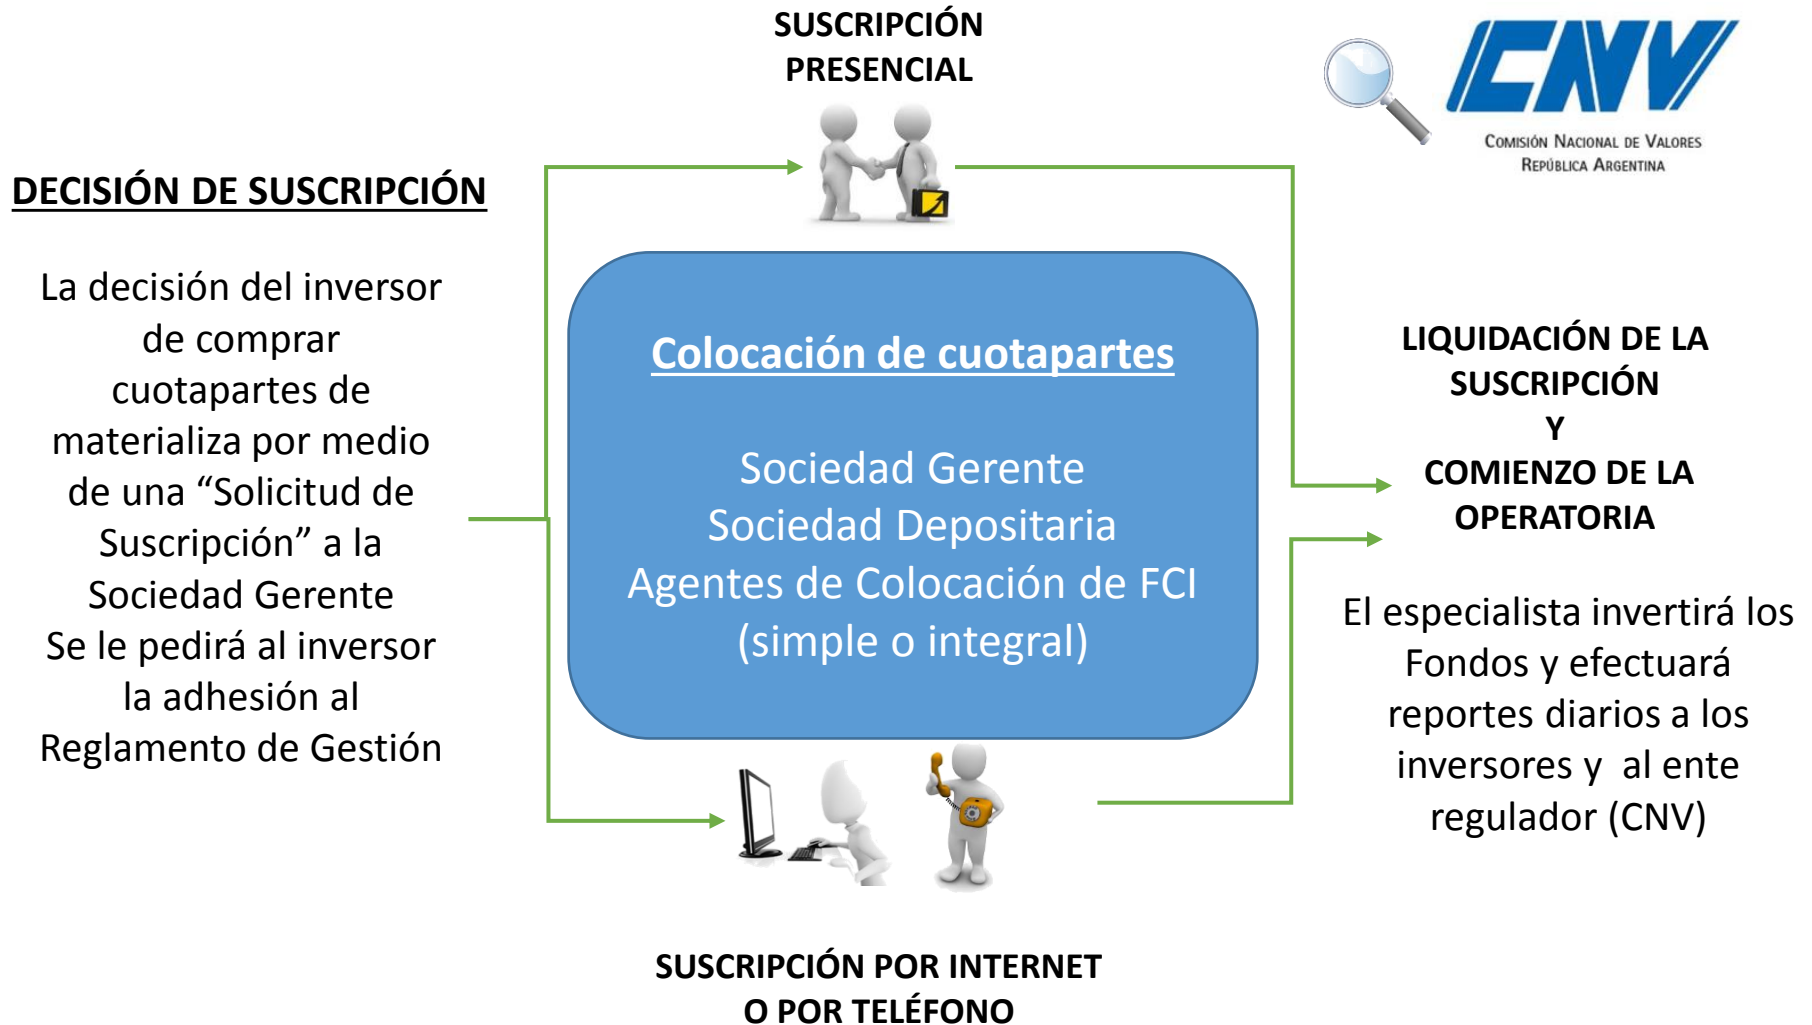 SUSCRIPCIÓN
PRESENCIAL
CNV
COMISIÓN NACIONAL DE VALORES
REPÚBLICA ARGENTINA
DECISIÓN DE SUSCRIPCIÓN
La decisión del inversor
de comprar
cuotapartes de
materializa por medio
de una “Solicitud de
Suscripción” a la
Sociedad Gerente
Se le pedirá al inversor
la adhesión al
Reglamento de Gestión
Colocación de cuotapartes
Sociedad Gerente
Sociedad Depositaria
Agentes de Colocación de FCI
(simple o integral)
LIQUIDACIÓN DE LA
SUSCRIPCIÓN
Y
COMIENZO DE LA
OPERATORIA
El especialista invertirá los
Fondos y efectuará
reportes diarios a los
inversores y al ente
regulador (CNV)
SUSCRIPCIÓN POR INTERNET
O POR TELÉFONO